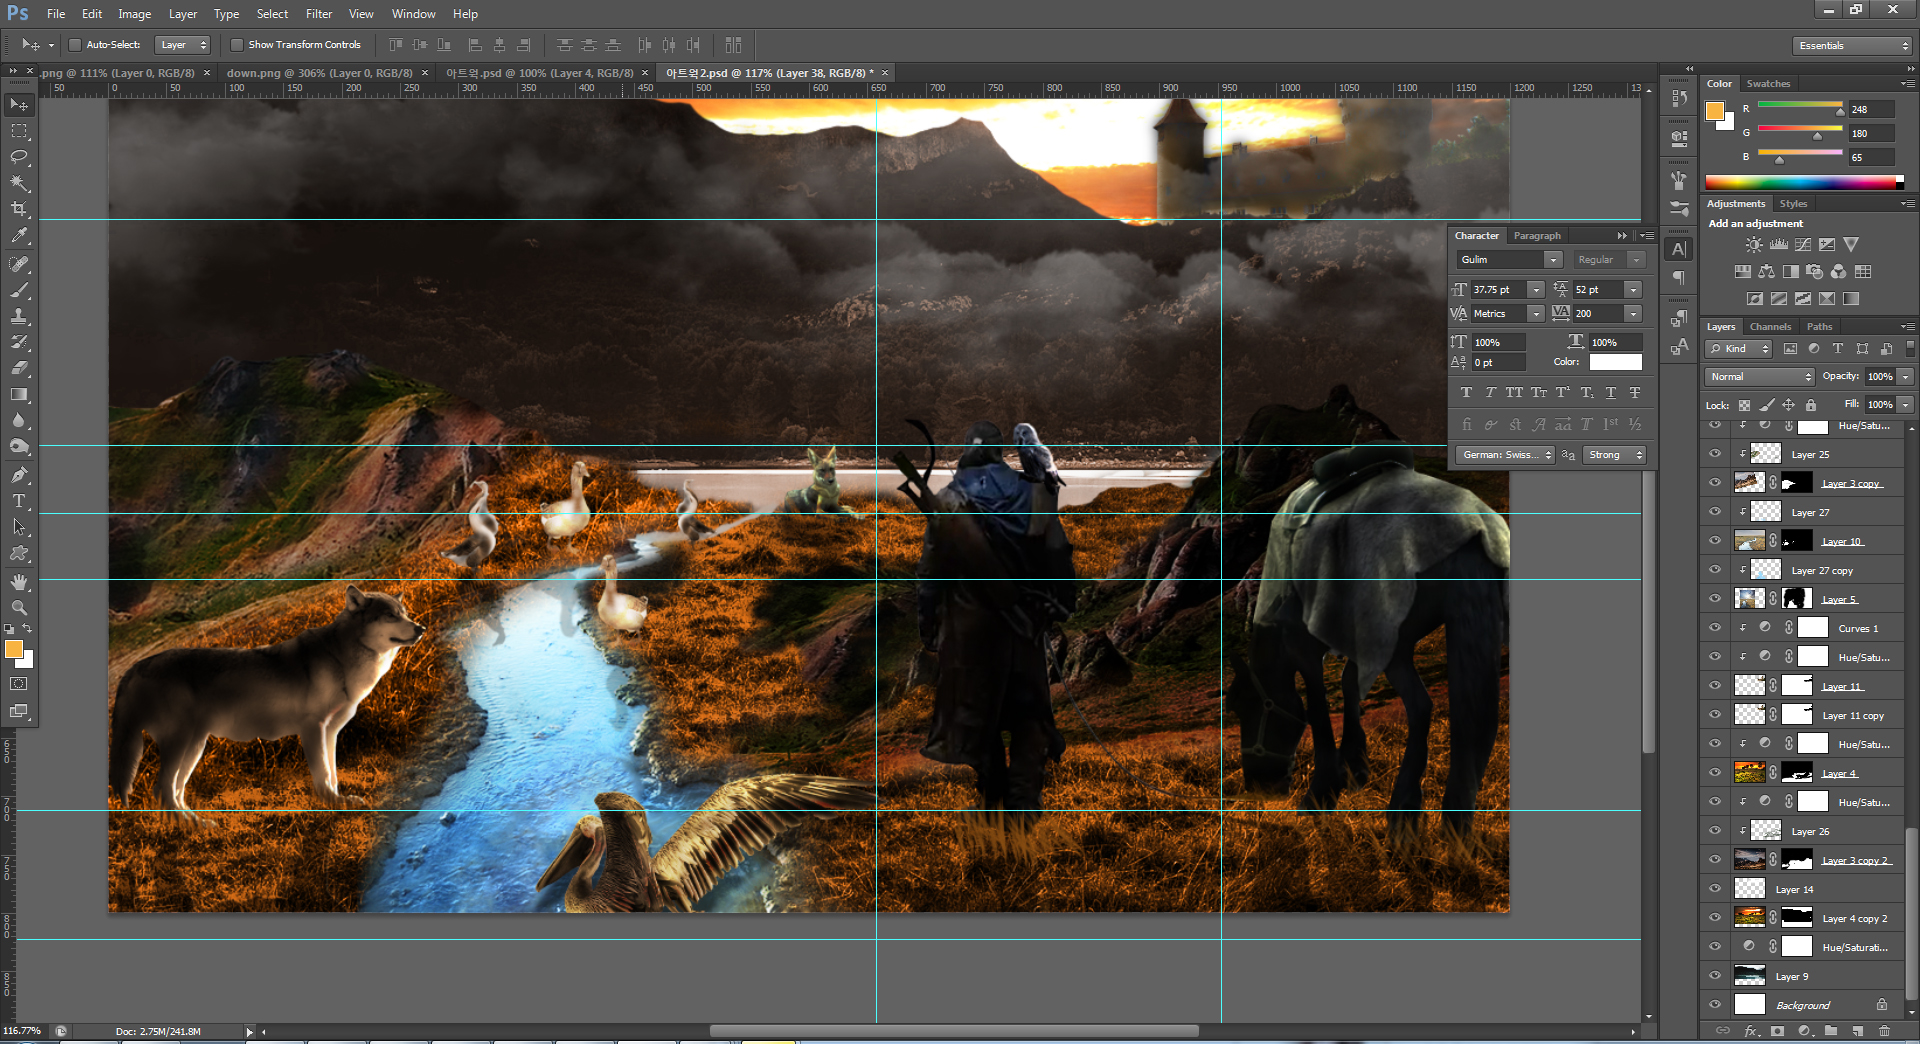 Ps File Edit Image Layer Type Select Filter View Window Help
Auto-Select: Layer Show Transform Controls Essentials
.png @ 111% (Layer 0, RGB/8) × down.png @ 306% (Layer 0, RGB/8) × 아트웍.psd @ 100% (Layer 4, RGB/8) × 아트웍2.psd @ 117% (Layer 38, RGB/8) * ×
50 0 50 100 150 200 250 300 350 400 450 500 550 600 650 700 750 800 850 900 950 1000 1050 1100 1150 1200 1250 13
Color Swatches
R 248
G 180
B 65
Adjustments Styles
Add an adjustment
Character Paragraph
Gulim Regular
37.75 pt 52 pt
Metrics 200
100% 100%
0 pt Color:
German: Swiss... aa Strong
Layers Channels Paths
Kind
Normal Opacity: 100%
Lock: Fill: 100%
Hue/Satu...
Layer 25
Layer 3 copy
Layer 27
Layer 10
Layer 27 copy
Layer 5
Curves 1
Hue/Satu...
Layer 11
Layer 11 copy
Hue/Satu...
Layer 4
Hue/Satu...
Layer 26
Layer 3 copy 2
Layer 14
Layer 4 copy 2
Hue/Saturati...
Layer 9
Background
650
700
750
800
850
116.77% Doc: 2.75M/241.8M